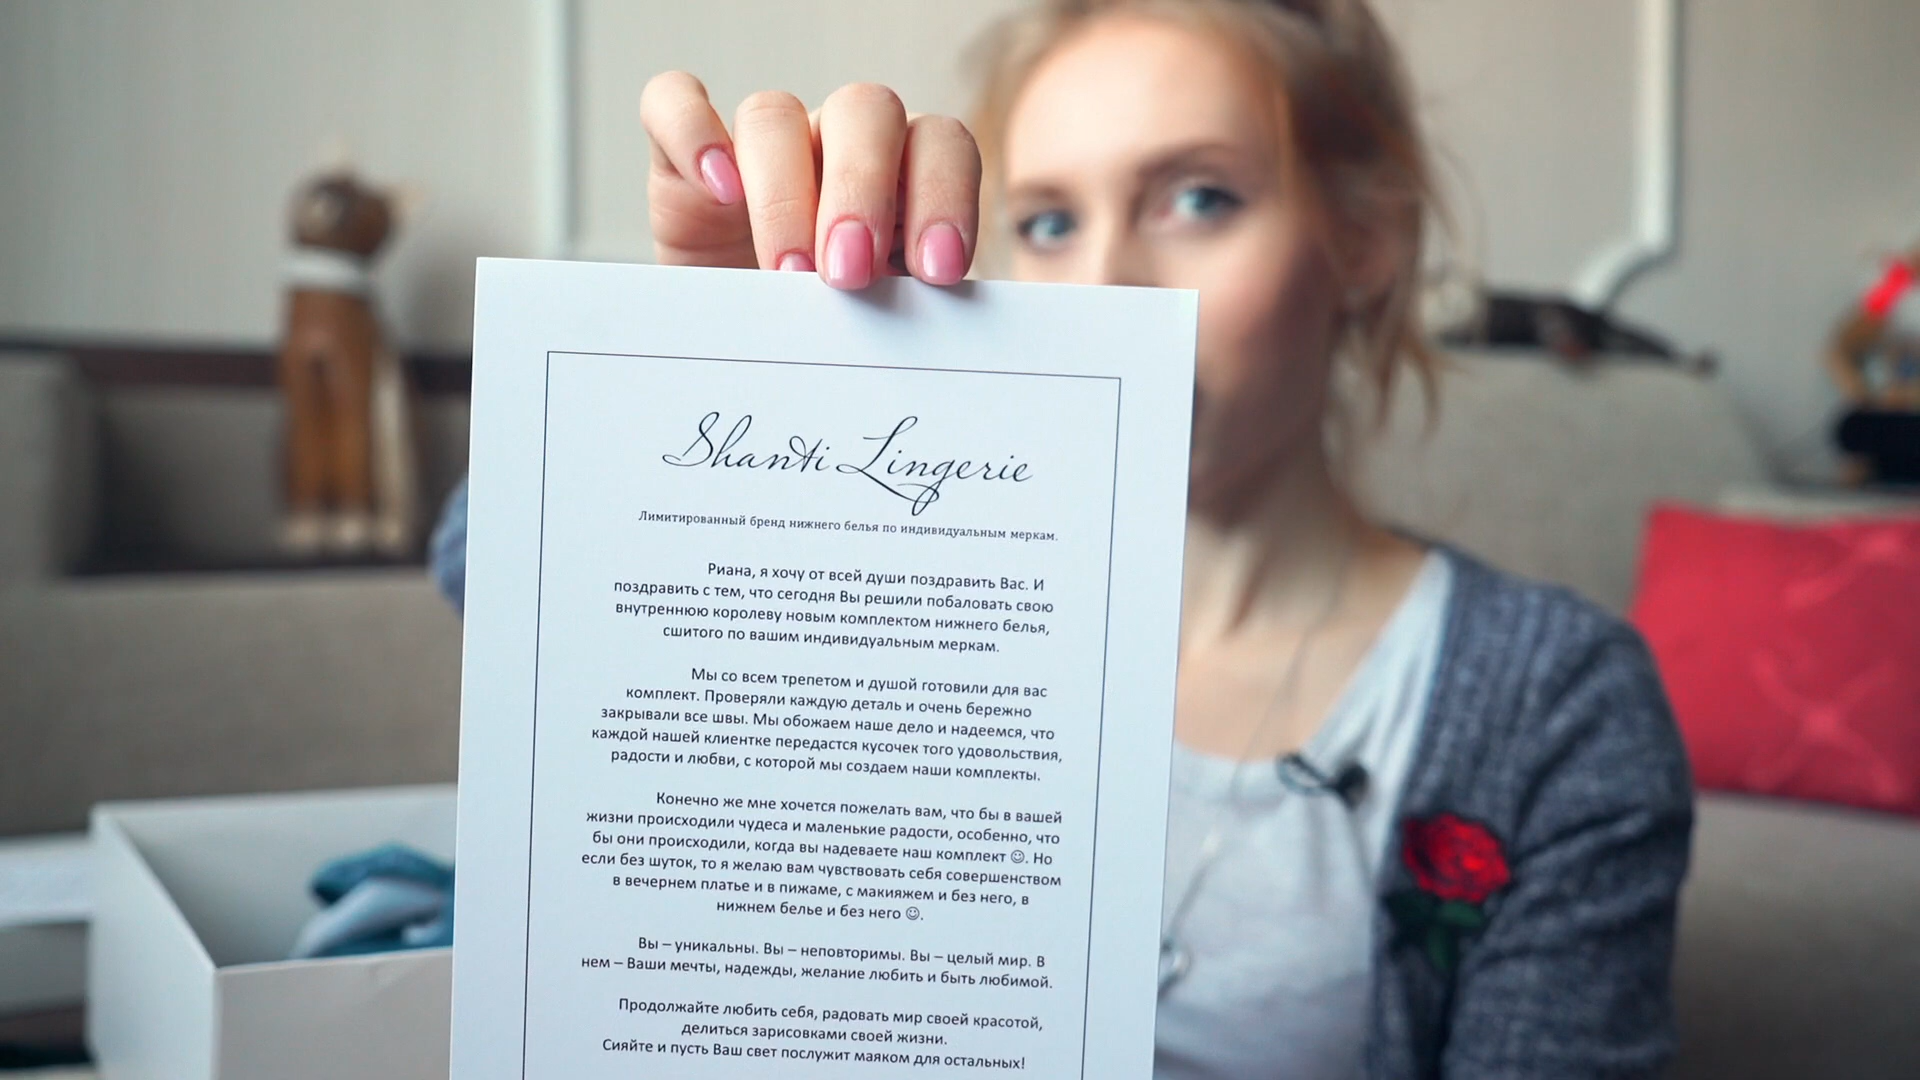 Shanti Lingerie
Лимитированный бренд нижнего белья по индивидуальным меркам.
Риана, я хочу от всей души поздравить Вас. И
поздравить с тем, что сегодня Вы решили побаловать свою
внутреннюю королеву новым комплектом нижнего белья,
сшитого по вашим индивидуальным меркам.
Мы со всем трепетом и душой готовили для вас
комплект. Проверяли каждую деталь и очень бережно
закрывали все швы. Мы обожаем наше дело и надеемся, что
каждой нашей клиентке передастся кусочек того удовольствия,
радости и любви, с которой мы создаем наши комплекты.
Конечно же мне хочется пожелать вам, что бы в вашей
жизни происходили чудеса и маленькие радости, особенно, что
бы они происходили, когда вы надеваете наш комплект ☺. Но
если без шуток, то я желаю вам чувствовать себя совершенством
в вечернем платье и в пижаме, с макияжем и без него, в
нижнем белье и без него ☺.
Вы – уникальны. Вы – неповторимы. Вы – целый мир. В
нем – Ваши мечты, надежды, желание любить и быть любимой.
Продолжайте любить себя, радовать мир своей красотой,
делиться зарисовками своей жизни.
Сияйте и пусть Ваш свет послужит маяком для остальных!